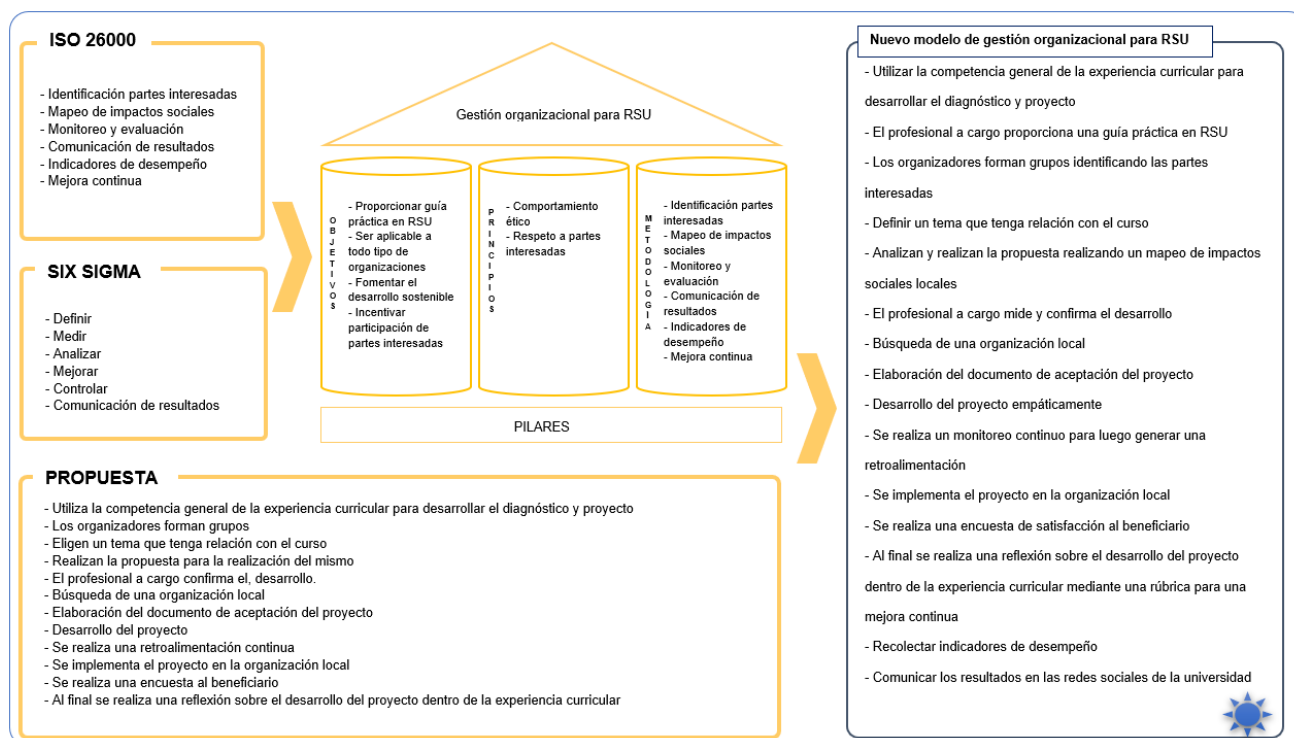 ISO 26000
- Identificación partes interesadas
- Mapeo de impactos sociales
- Monitoreo y evaluación
- Comunicación de resultados
- Indicadores de desempeño
- Mejora continua
SIX SIGMA
- Definir
- Medir
- Analizar
- Mejorar
- Controlar
- Comunicación de resultados
Gestión organizacional para RSU
OBJETIVOS
- Proporcionar guía
práctica en RSU
- Ser aplicable a
todo tipo de
organizaciones
- Fomentar el
desarrollo sostenible
- Incentivar
participación de
partes interesadas
PRINCIPIOS
- Comportamiento
ético
- Respeto a partes
interesadas
METODOLOGIA
- Identificación partes
interesadas
- Mapeo de impactos
sociales
- Monitoreo y
evaluación
- Comunicación de
resultados
- Indicadores de
desempeño
- Mejora continua
PILARES
PROPUESTA
- Utiliza la competencia general de la experiencia curricular para desarrollar el diagnóstico y proyecto
- Los organizadores forman grupos
- Eligen un tema que tenga relación con el curso
- Realizan la propuesta para la realización del mismo
- El profesional a cargo confirma el, desarrollo.
- Búsqueda de una organización local
- Elaboración del documento de aceptación del proyecto
- Desarrollo del proyecto
- Se realiza una retroalimentación continua
- Se implementa el proyecto en la organización local
- Se realiza una encuesta al beneficiario
- Al final se realiza una reflexión sobre el desarrollo del proyecto dentro de la experiencia curricular
Nuevo modelo de gestión organizacional para RSU
- Utilizar la competencia general de la experiencia curricular para
desarrollar el diagnóstico y proyecto
- El profesional a cargo proporciona una guía práctica en RSU
- Los organizadores forman grupos identificando las partes
interesadas
- Definir un tema que tenga relación con el curso
- Analizan y realizan la propuesta realizando un mapeo de impactos
sociales locales
- El profesional a cargo mide y confirma el desarrollo
- Búsqueda de una organización local
- Elaboración del documento de aceptación del proyecto
- Desarrollo del proyecto empáticamente
- Se realiza un monitoreo continuo para luego generar una
retroalimentación
- Se implementa el proyecto en la organización local
- Se realiza una encuesta de satisfacción al beneficiario
- Al final se realiza una reflexión sobre el desarrollo del proyecto
dentro de la experiencia curricular mediante una rúbrica para una
mejora continua
- Recolectar indicadores de desempeño
- Comunicar los resultados en las redes sociales de la universidad